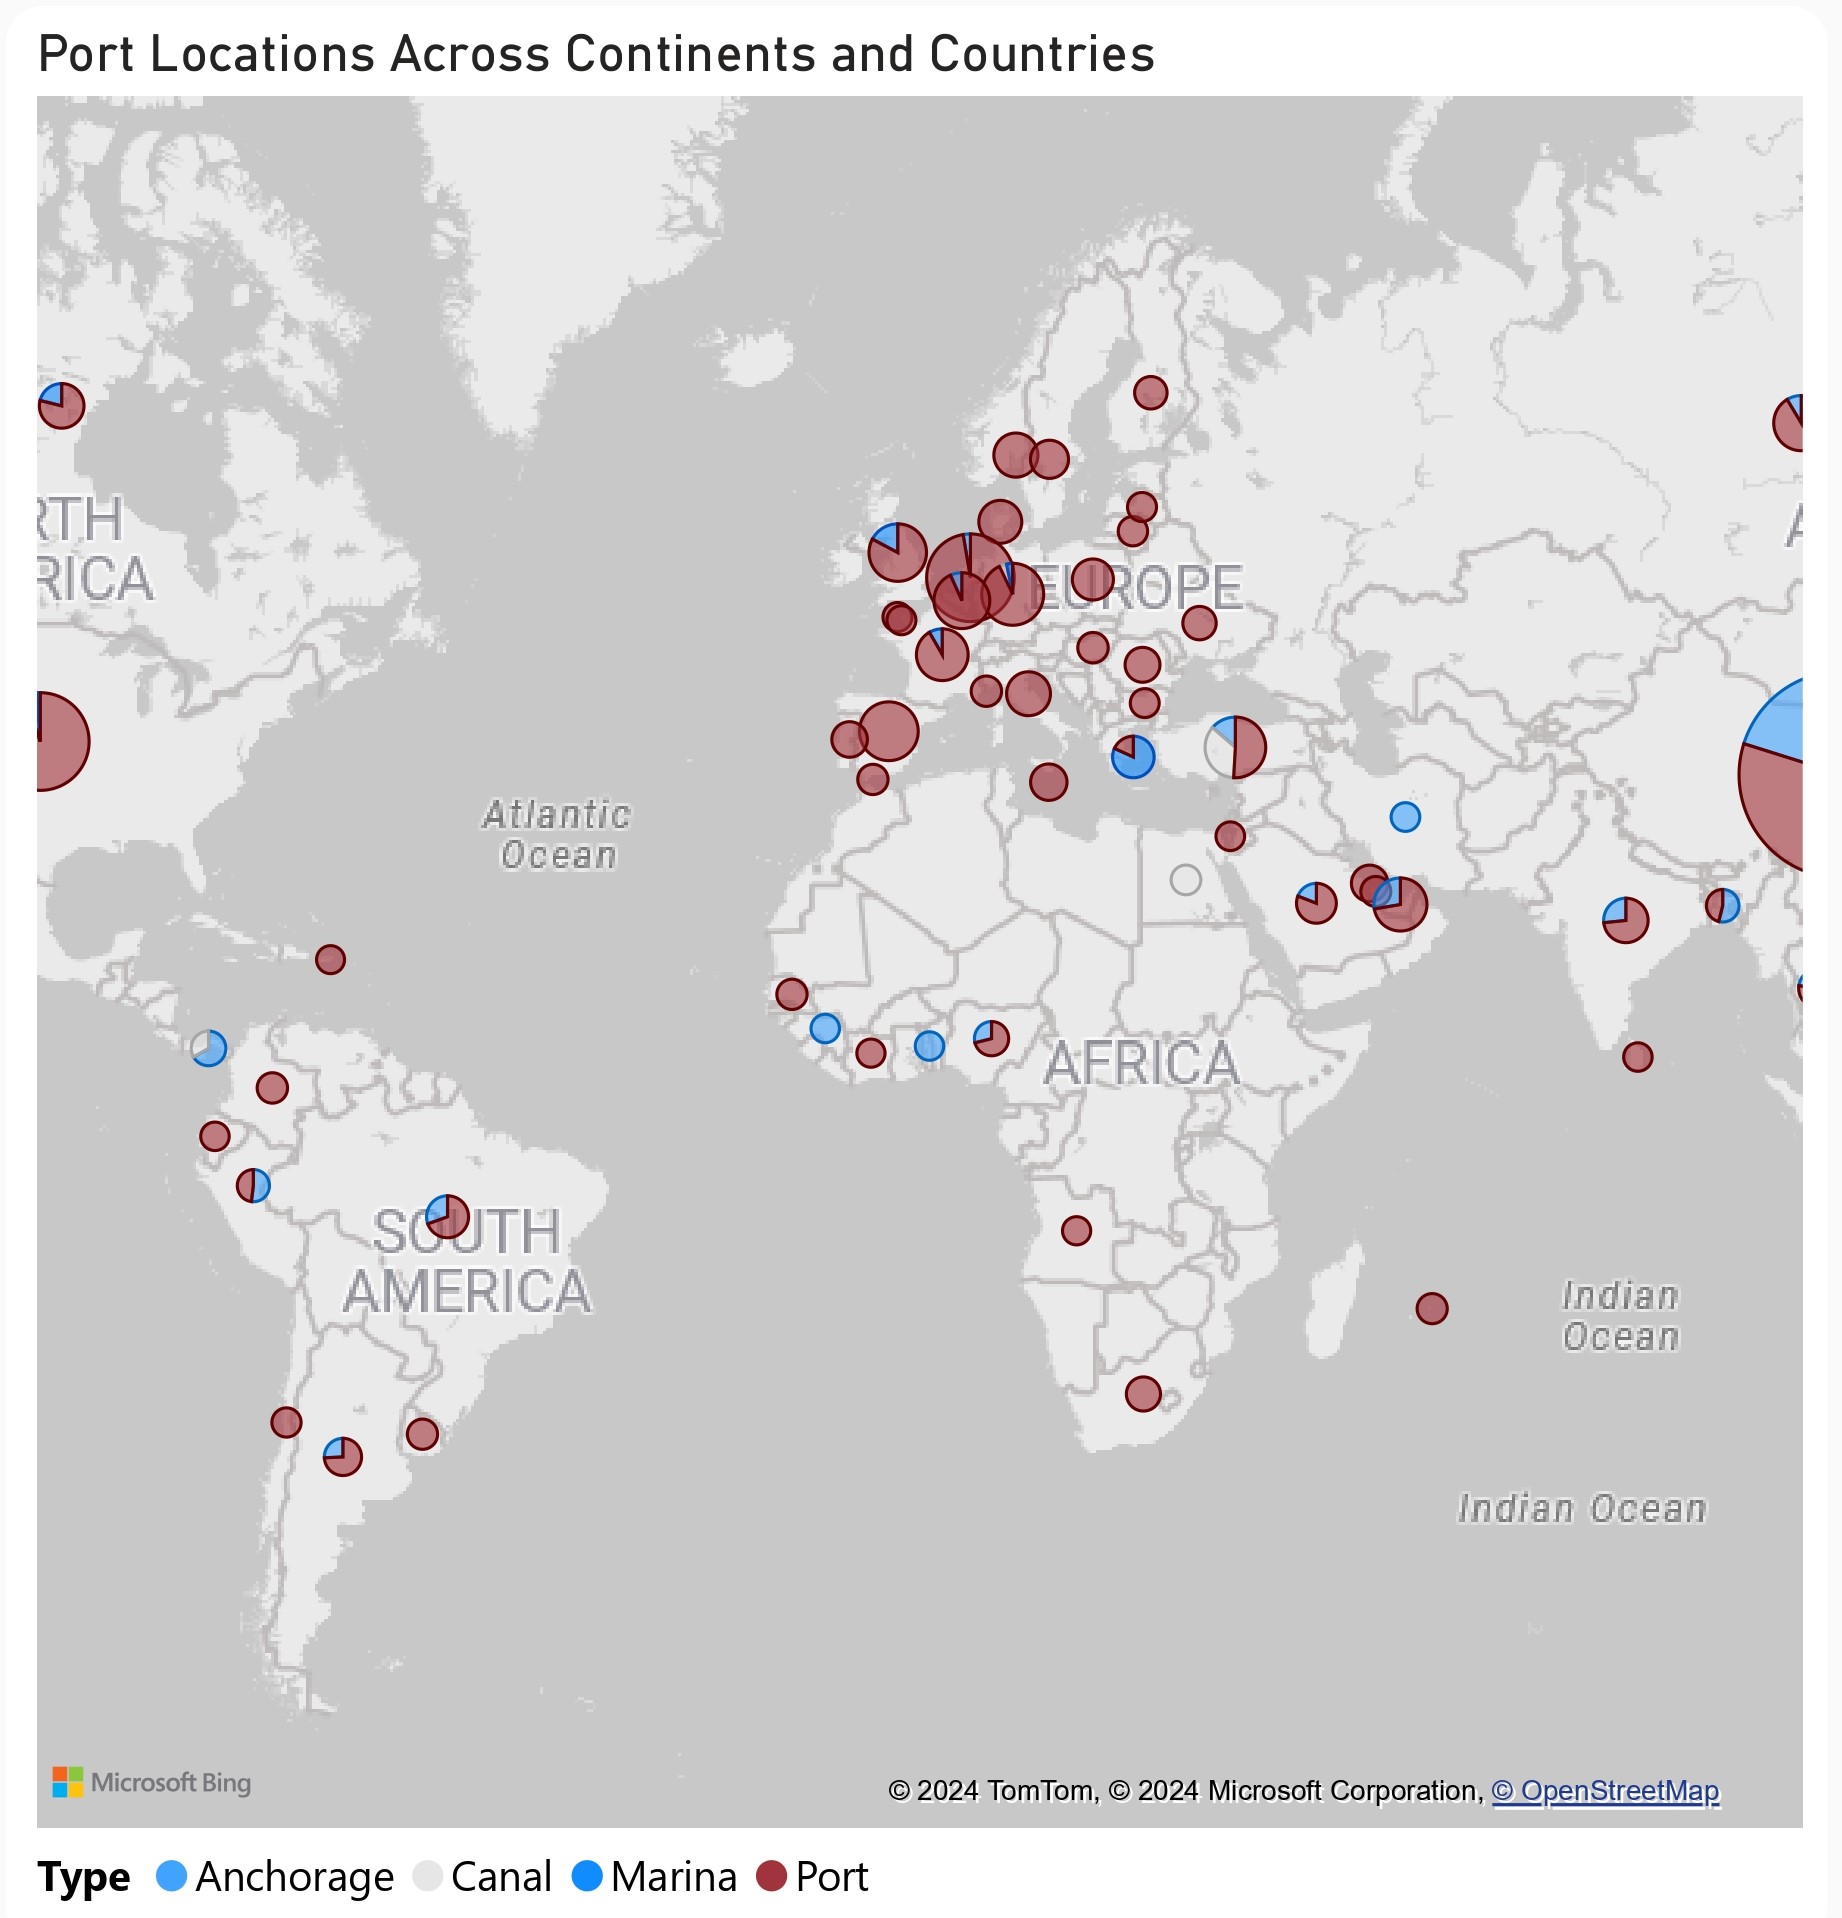 Port Locations Across Continents and Countries
RTH
RICA
EUROPE
A
Atlantic
Ocean
AFRICA
SOUTH
AMERICA
Indian
Ocean
Indian Ocean
Microsoft Bing
© 2024 TomTom, © 2024 Microsoft Corporation, © OpenStreetMap
Type Anchorage Canal Marina Port